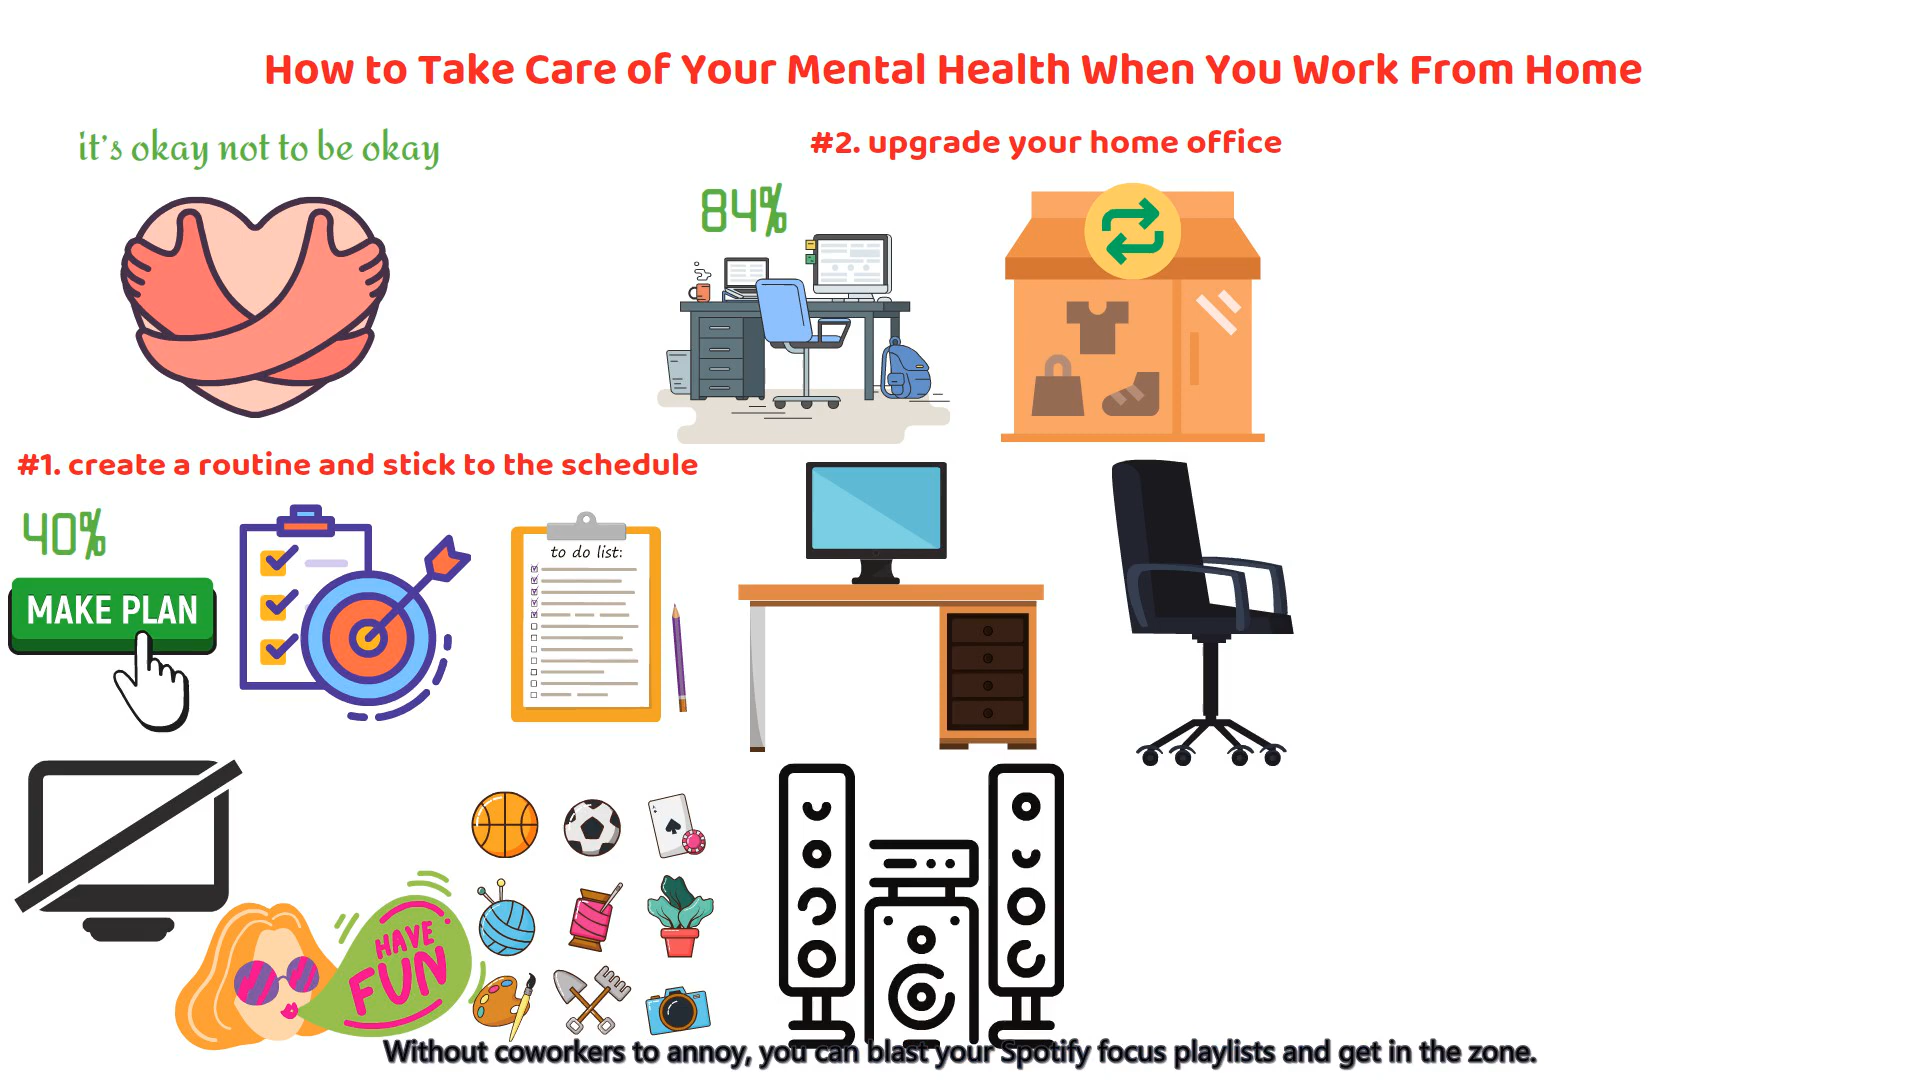 How to Take Care of Your Mental Health When You Work From Home
it's okay not to be okay
#2. upgrade your home office
84%
#1. create a routine and stick to the schedule
40%
MAKE PLAN
to do list:
HAVE
FUN
Without coworkers to annoy, you can blast your Spotify focus playlists and get in the zone.